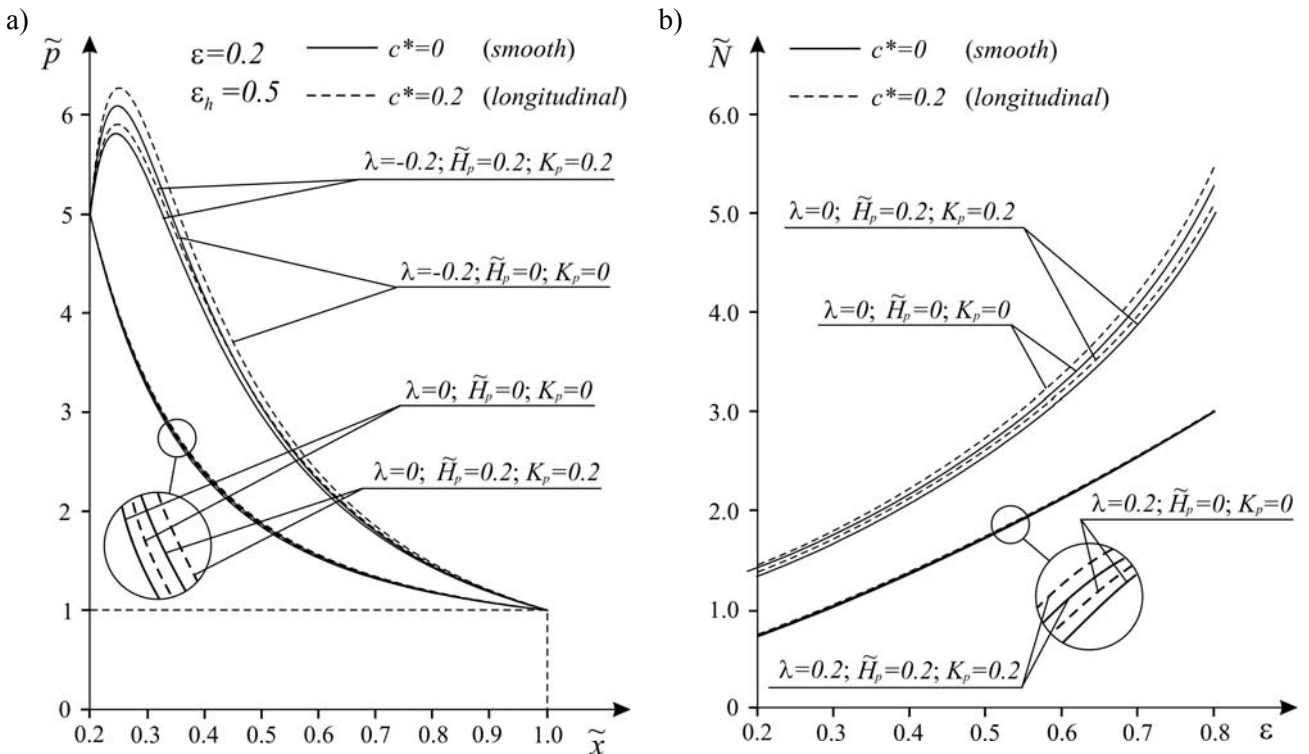 a)
p̃
ε=0.2
ε_h =0.5
c*=0 (smooth)
c*=0.2 (longitudinal)
6
5
4
3
2
1
0
λ=-0.2; H̃_p=0.2; K_p=0.2
λ=-0.2; H̃_p=0; K_p=0
λ=0; H̃_p=0; K_p=0
λ=0; H̃_p=0.2; K_p=0.2
0.2 0.3 0.4 0.5 0.6 0.7 0.8 0.9 1.0 x̃
b)
Ñ
c*=0 (smooth)
c*=0.2 (longitudinal)
5.0
4.0
3.0
2.0
1.0
0
λ=0; H̃_p=0.2; K_p=0.2
λ=0; H̃_p=0; K_p=0
λ=0.2; H̃_p=0; K_p=0
λ=0.2; H̃_p=0.2; K_p=0.2
0.2 0.3 0.4 0.5 0.6 0.7 0.8 ε